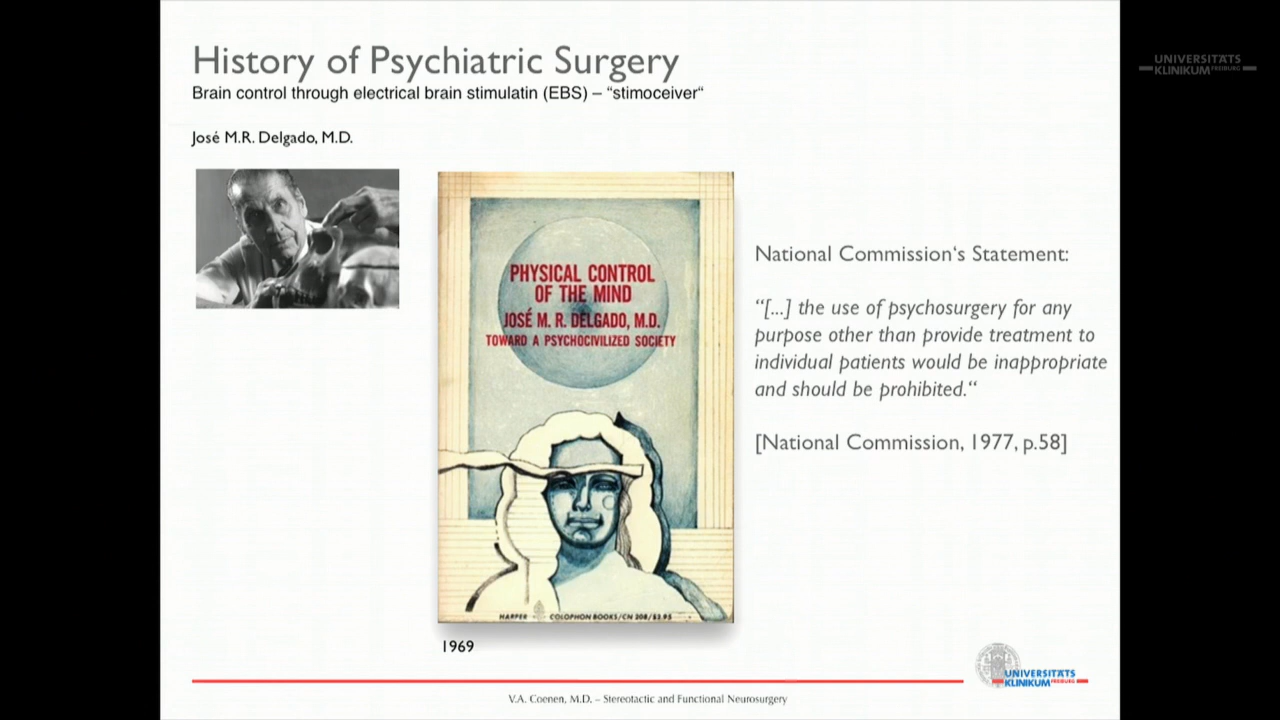 History of Psychiatric Surgery
Brain control through electrical brain stimulatin (EBS) – “stimoceiver“
José M.R. Delgado, M.D.
PHYSICAL CONTROL
OF THE MIND
JOSÉ M. R. DELGADO, M.D.
TOWARD A PSYCHOCIVILIZED SOCIETY
HARPER COLOPHON BOOKS/CN 208/$2.95
1969
National Commission‘s Statement:
“[...] the use of psychosurgery for any
purpose other than provide treatment to
individual patients would be inappropriate
and should be prohibited.“
[National Commission, 1977, p.58]
V.A. Coenen, M.D. – Stereotactic and Functional Neurosurgery
UNIVERSITÄTS
KLINIKUM FREIBURG
UNIVERSITÄTS
KLINIKUM FREIBURG